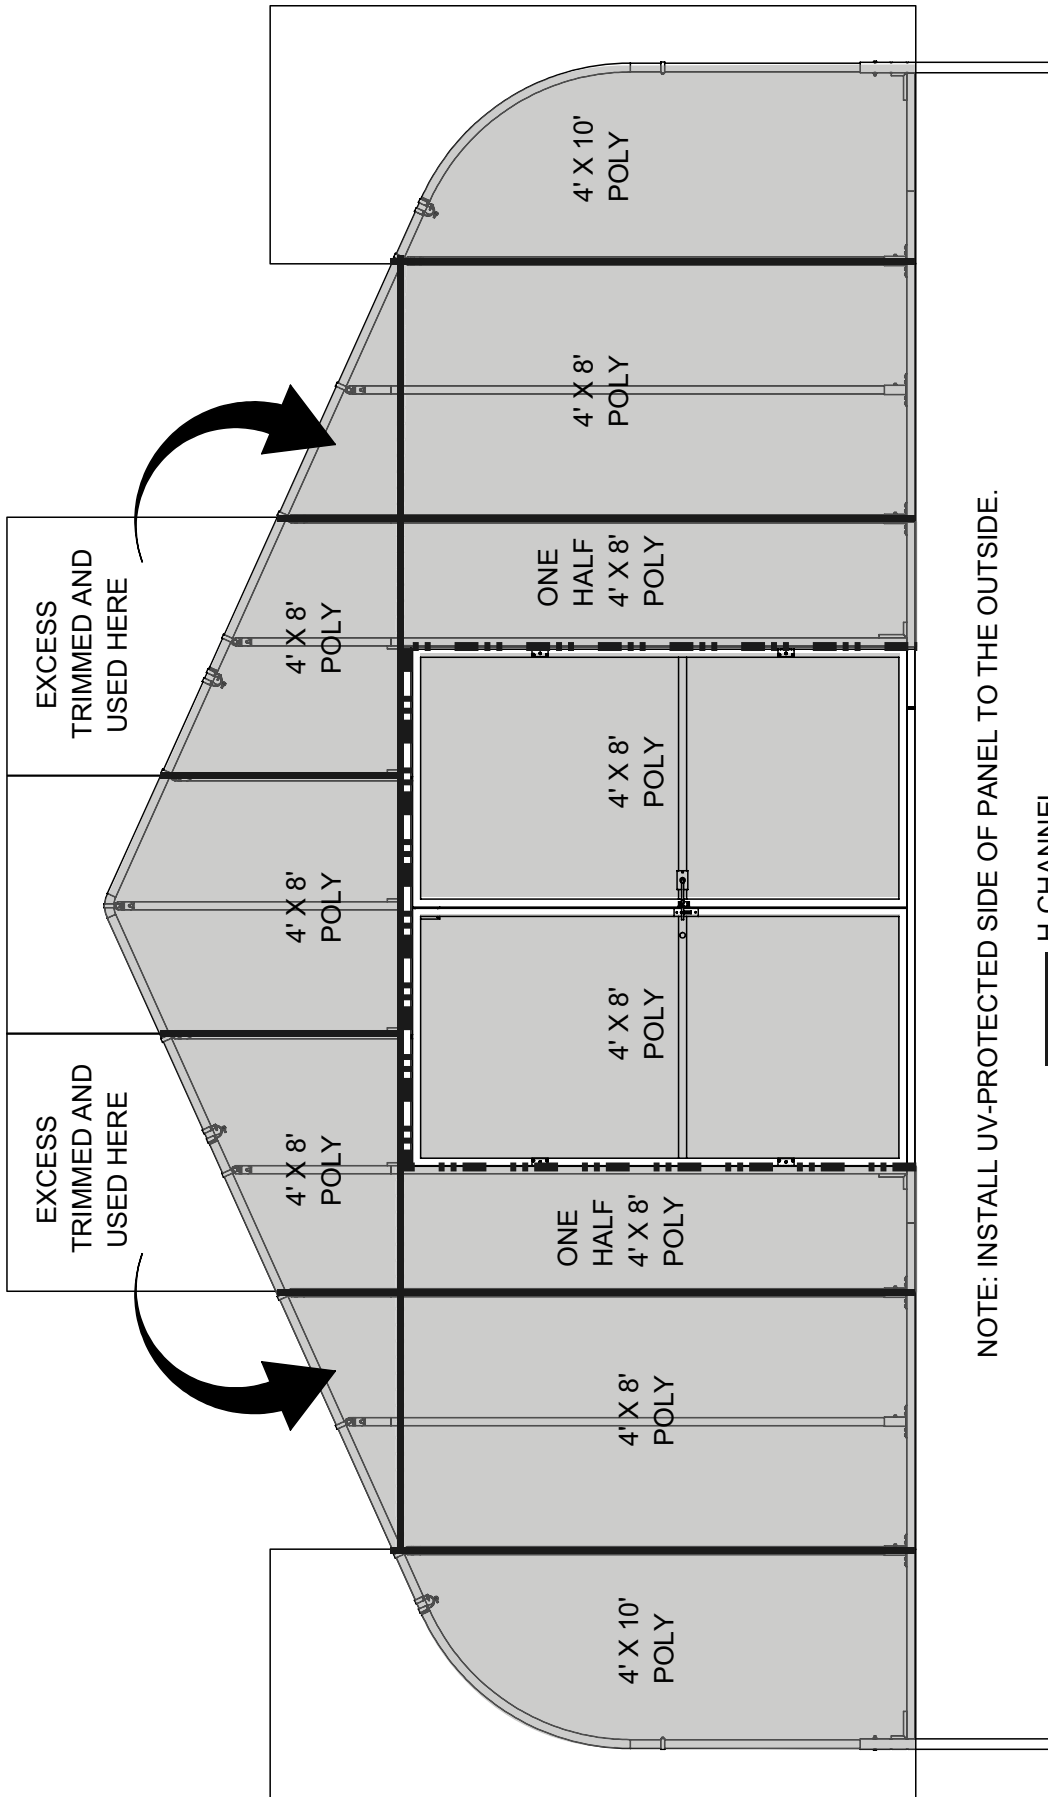 EXCESS
TRIMMED AND
USED HERE
EXCESS
TRIMMED AND
USED HERE
4' X 8'
POLY
4' X 8'
POLY
4' X 8'
POLY
4' X 10'
POLY
4' X 8'
POLY
ONE
HALF
4' X 8'
POLY
4' X 8'
POLY
4' X 8'
POLY
ONE
HALF
4' X 8'
POLY
4' X 8'
POLY
4' X 10'
POLY
NOTE: INSTALL UV-PROTECTED SIDE OF PANEL TO THE OUTSIDE.
H CHANNEL